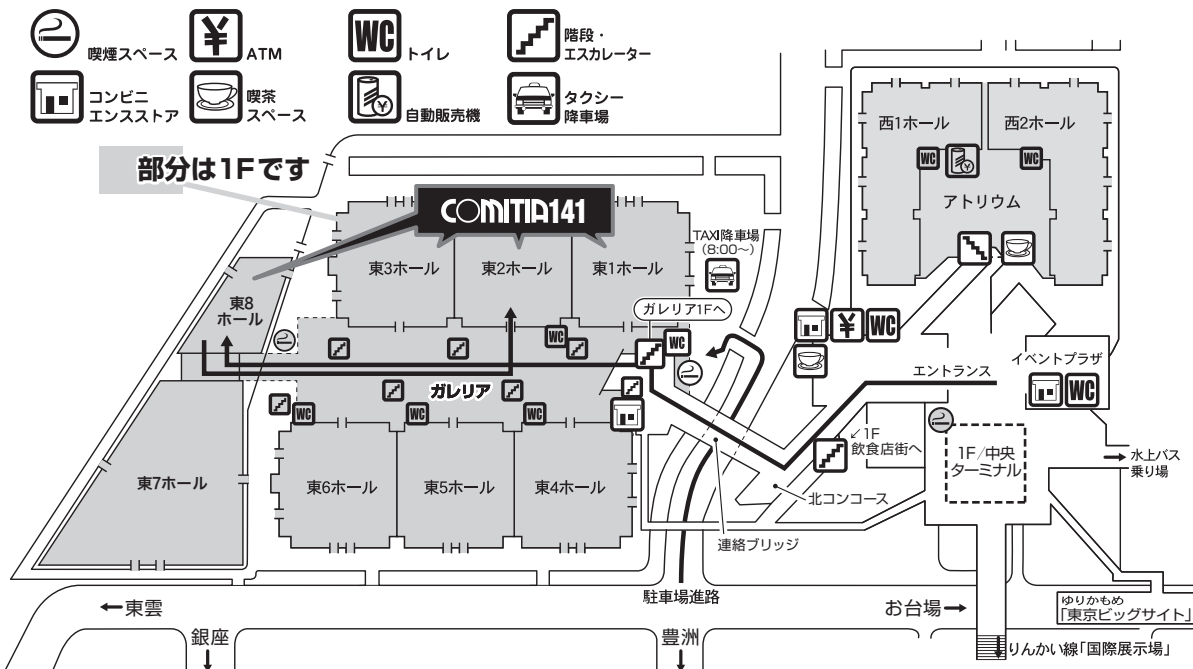 喫煙スペース
¥
ATM
WC
トイレ
階段・
エスカレーター
コンビニ
エンスストア
喫茶
スペース
¥
自動販売機
タクシー
降車場
部分は1Fです
COMITIA141
西1ホール
西2ホール
WC
¥
WC
アトリウム
TAXI降車場
(8:00〜)
東3ホール
東2ホール
東1ホール
東8
ホール
ガレリア1Fへ
WC
WC
¥
WC
イベントプラザ
WC
エントランス
ガレリア
WC
WC
WC
↙1F
飲食店街へ
1F/中央
ターミナル
→水上バス
乗り場
東7ホール
東6ホール
東5ホール
東4ホール
北コンコース
連絡ブリッジ
駐車場進路
←東雲
お台場→
ゆりかもめ
「東京ビッグサイト」
銀座
↓
豊洲
↓
↓りんかい線「国際展示場」